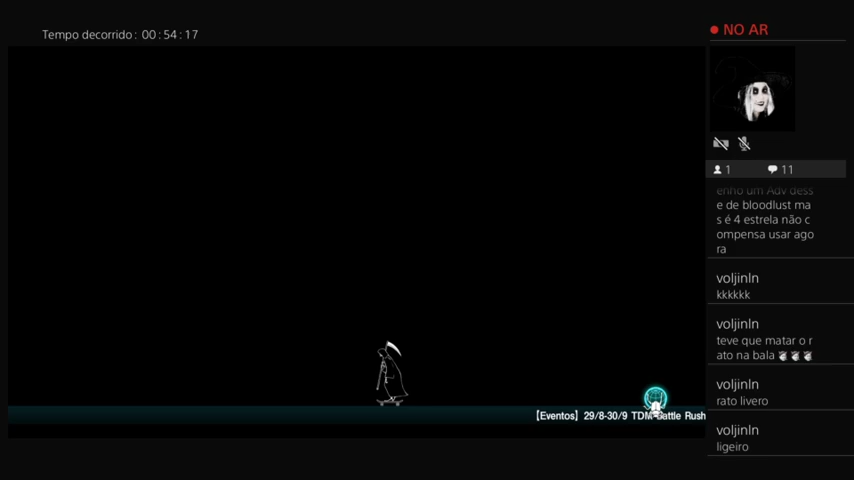 Tempo decorrido: 00:54:17
NO AR
1
11
enho um Adv dess
e de bloodlust ma
s é 4 estrela não c
ompensa usar ago
ra
voljinln
kkkkkk
voljinln
teve que matar o r
ato na bala
voljinln
rato livero
voljinln
ligeiro
【Eventos】 29/8-30/9 TDM Battle Rush